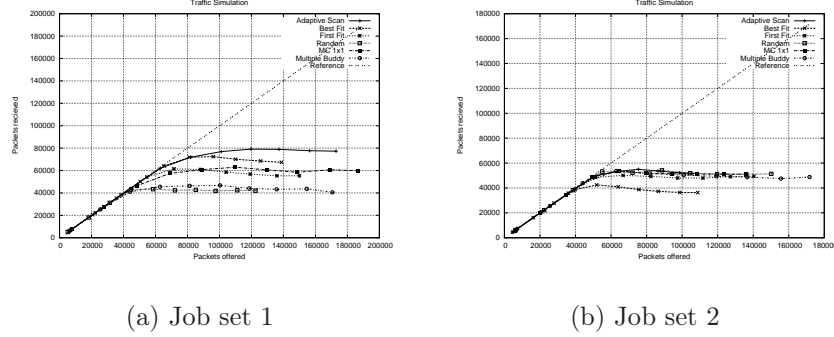 Traffic Simulation
200000
180000
160000
140000
120000
100000
80000
60000
40000
20000
0
Packets recieved
Adaptive Scan
Best Fit
First Fit
Random
MC 1x1
Multiple Buddy
Reference
0 20000 40000 60000 80000 100000 120000 140000 160000 180000 200000
Packets offered
(a) Job set 1
Traffic Simulation
180000
160000
140000
120000
100000
80000
60000
40000
20000
0
Packets recieved
Adaptive Scan
Best Fit
First Fit
Random
MC 1x1
Multiple Buddy
Reference
0 20000 40000 60000 80000 100000 120000 140000 160000 180000
Packets offered
(b) Job set 2